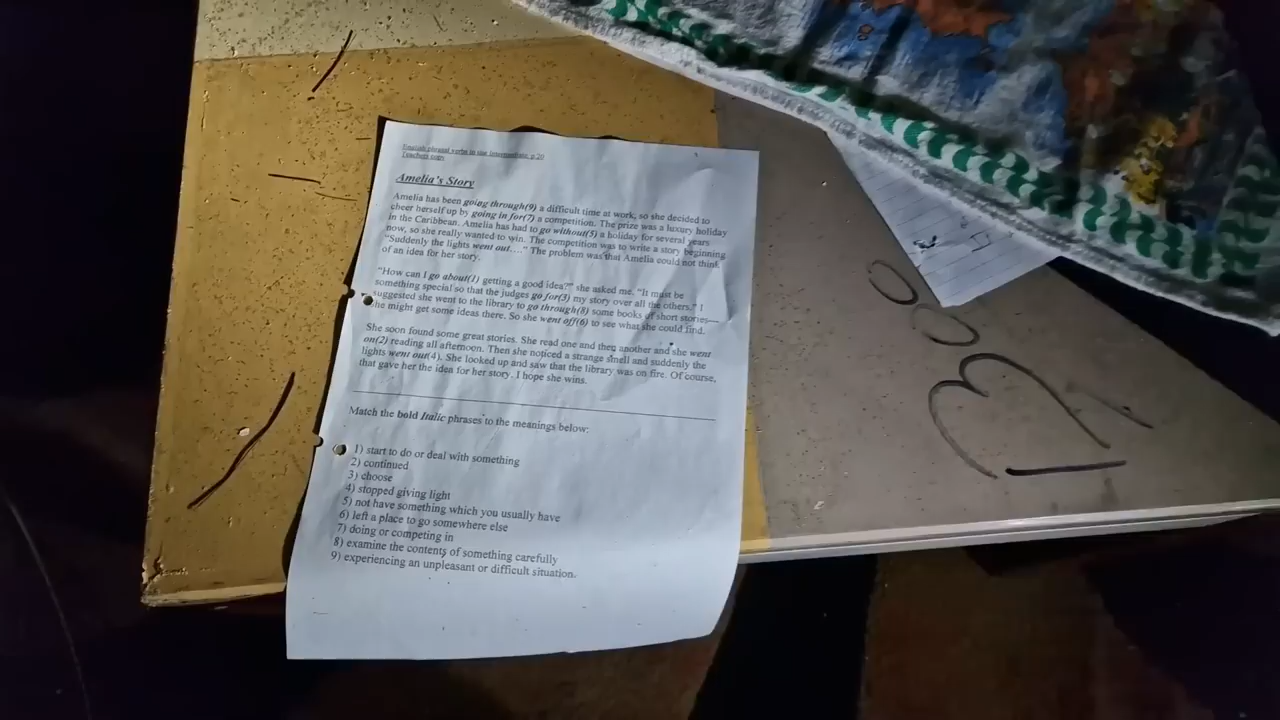 English phrasal verbs in use Intermediate, p.20
Teachers copy
Amelia's Story
Amelia has been going through(9) a difficult time at work, so she decided to
cheer herself up by going in for(7) a competition. The prize was a luxury holiday
in the Caribbean. Amelia has had to go without(5) a holiday for several years
now, so she really wanted to win. The competition was to write a story beginning
"Suddenly the lights went out...." The problem was that Amelia could not think
of an idea for her story.
"How can I go about(1) getting a good idea?" she asked me. "It must be
something special so that the judges go for(3) my story over all the others." I
suggested she went to the library to go through(8) some books of short stories—
he might get some ideas there. So she went off(6) to see what she could find.
She soon found some great stories. She read one and then another and she went
on(2) reading all afternoon. Then she noticed a strange smell and suddenly the
lights went out(4). She looked up and saw that the library was on fire. Of course,
that gave her the idea for her story. I hope she wins.
Match the bold Italic phrases to the meanings below:
1) start to do or deal with something
2) continued
3) choose
4) stopped giving light
5) not have something which you usually have
6) left a place to go somewhere else
7) doing or competing in
8) examine the contents of something carefully
9) experiencing an unpleasant or difficult situation.